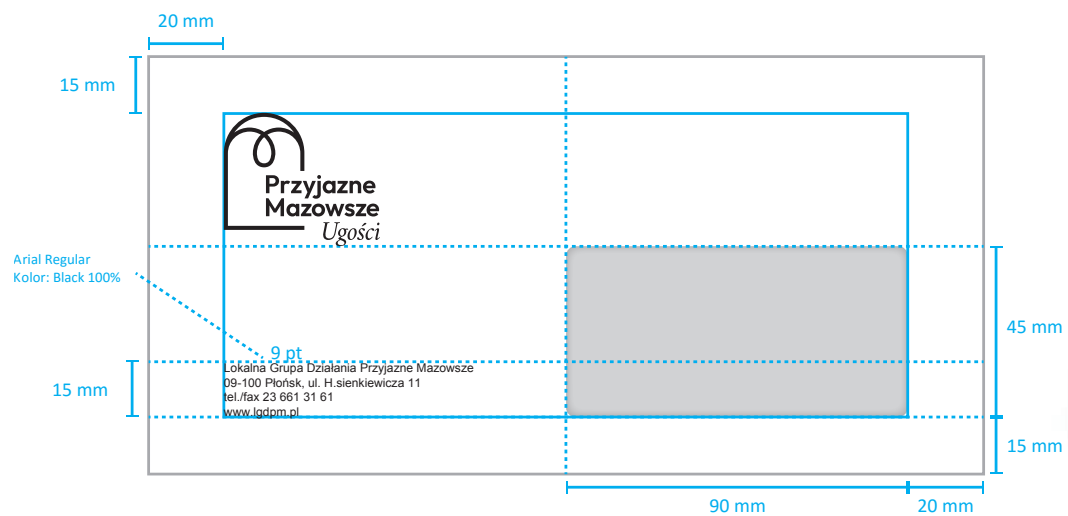 20 mm
15 mm
Przyjazne
Mazowsze
Ugości
Arial Regular
Kolor: Black 100%
45 mm
9 pt
Lokalna Grupa Działania Przyjazne Mazowsze
09-100 Płońsk, ul. H.sienkiewicza 11
tel./fax 23 661 31 61
www.lgdpm.pl
15 mm
15 mm
90 mm
20 mm